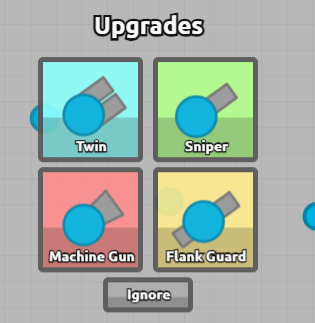 Upgrades
Twin
Sniper
Machine Gun
Flank Guard
Ignore